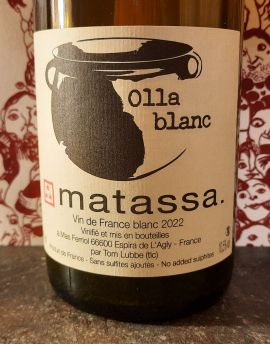 Olla
blanc
matassa.
Vin de France blanc 2022
Vinifié et mis en bouteilles
à Mas Ferriol 66600 Espira de L'Agly - France
par Tom Lubbe (tlc)
Produit de France - Sans sulfites ajoutés - No added sulphites